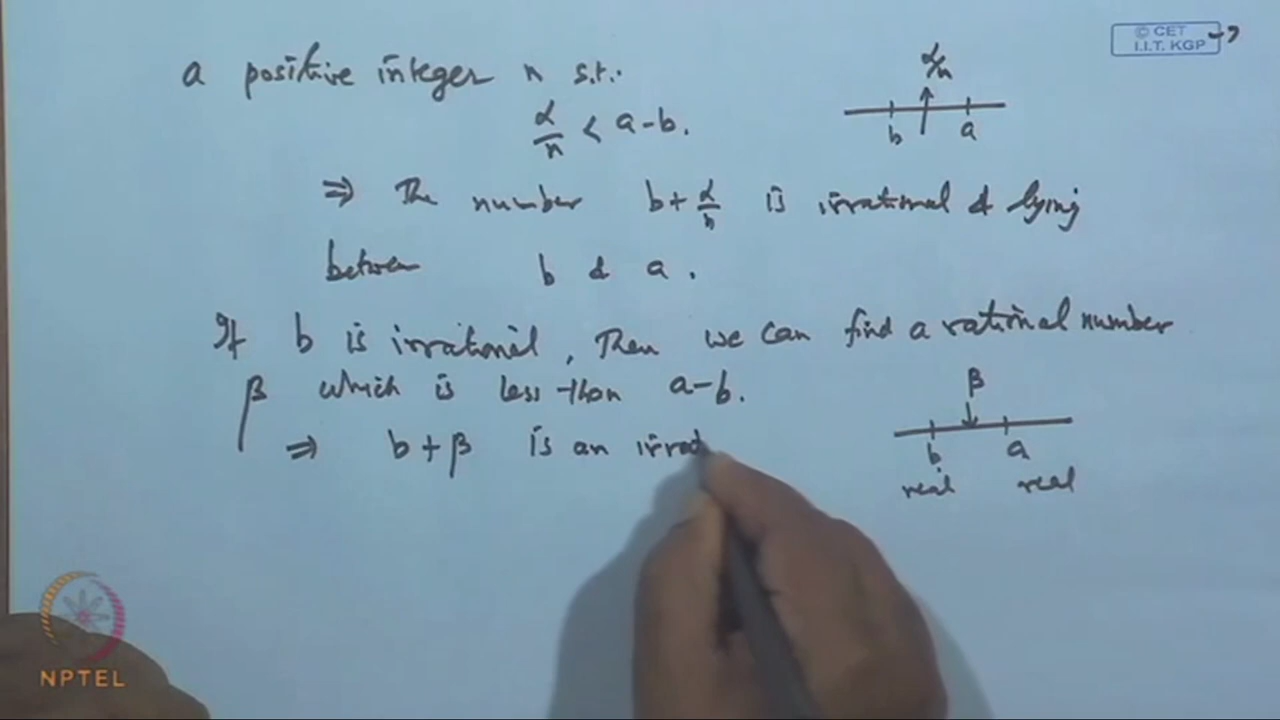 © CET
I.I.T. KGP
a positive integer n s.t.
α/n < a-b.
α/n
b a
⇒ The number b+ α/n is irrational & lying
between b & a.
If b is irrational, Then we can find a rational number
β which is less than a-b.
β
b a
real real
⇒ b+β is an irrat
NPTEL